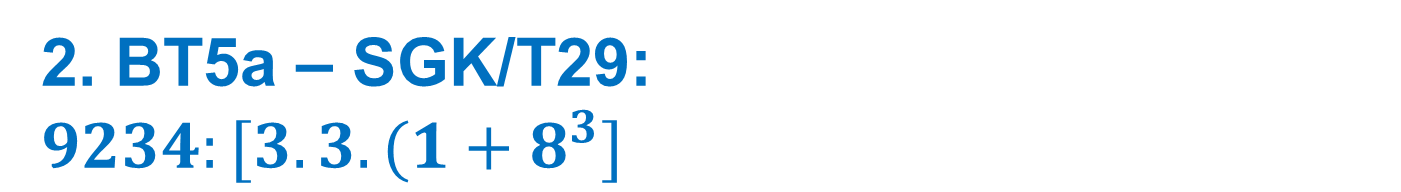 2. BT5a – SGK/T29:
9234: [3. 3. (1 + 8³]